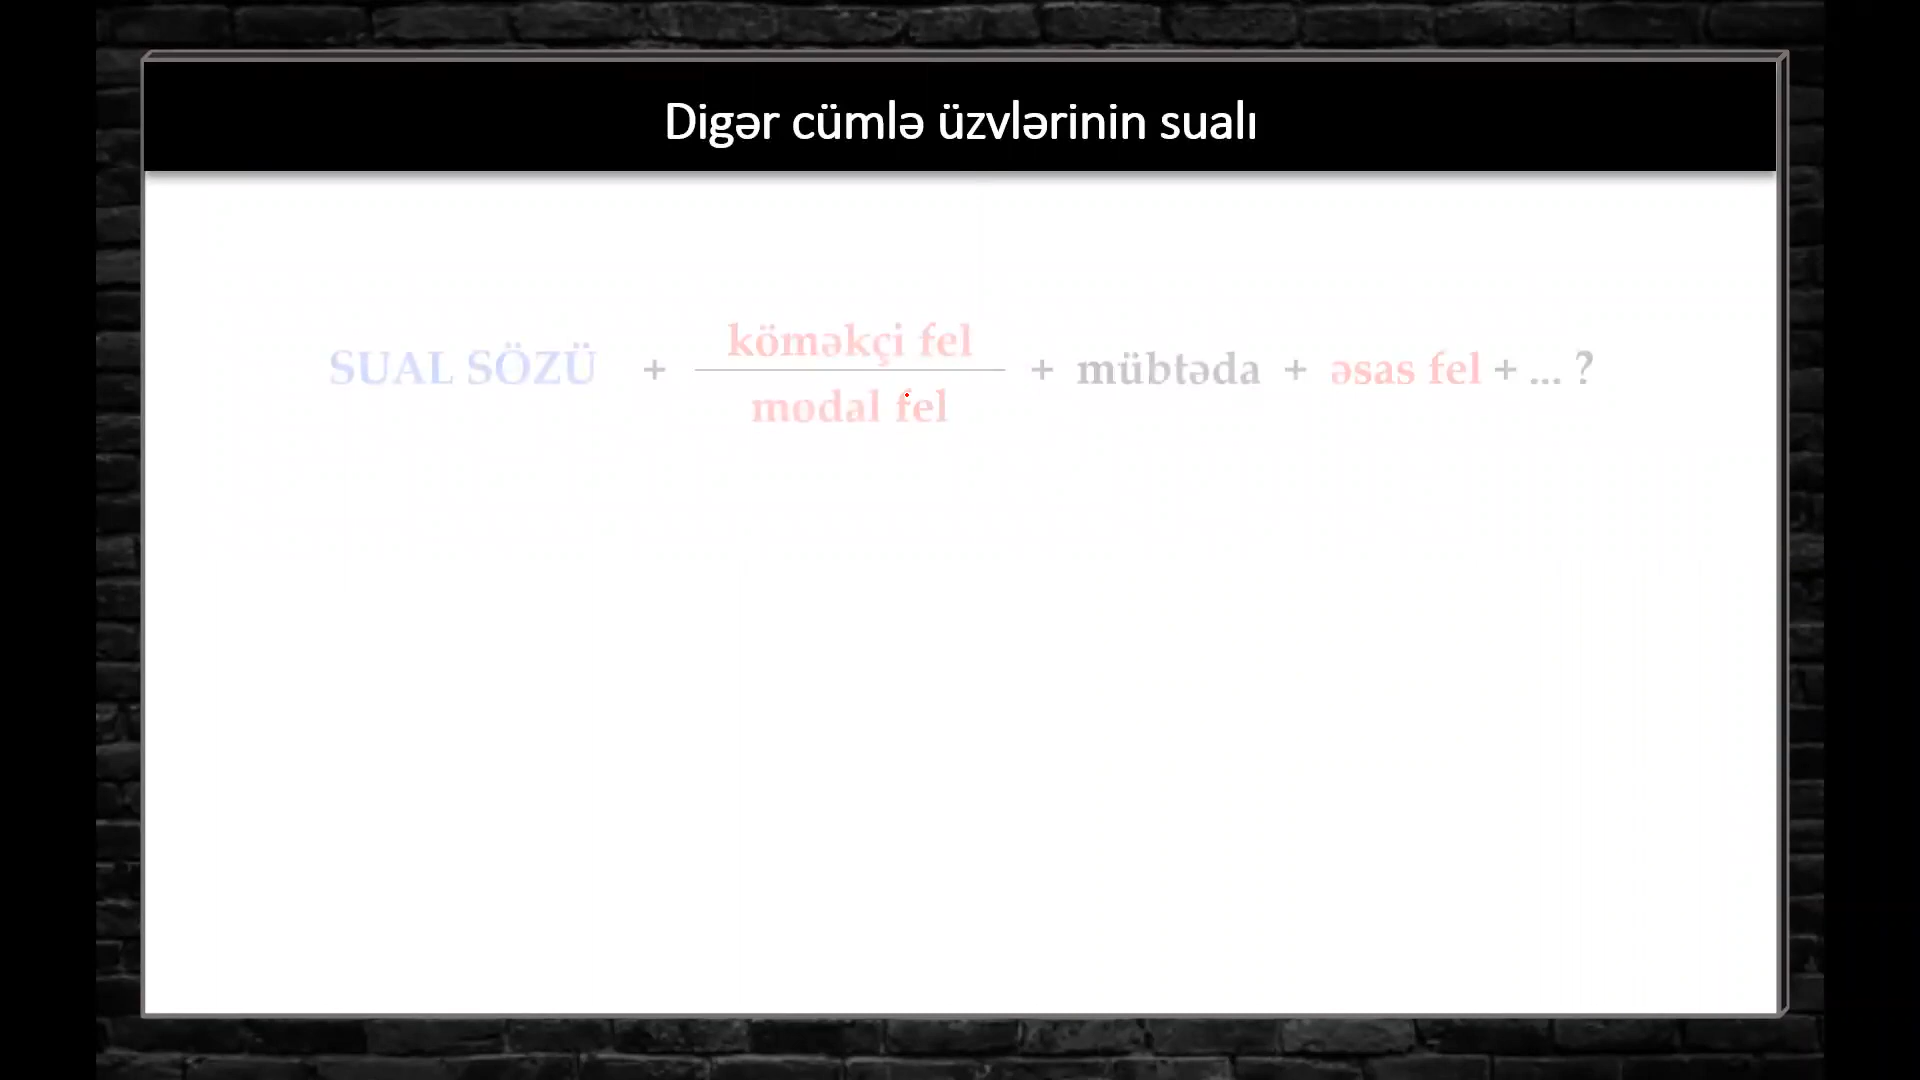 Digər cümlə üzvlərinin sualı
SUAL SÖZÜ + köməkçi fel / modal fel + mübtəda + əsas fel + ... ?